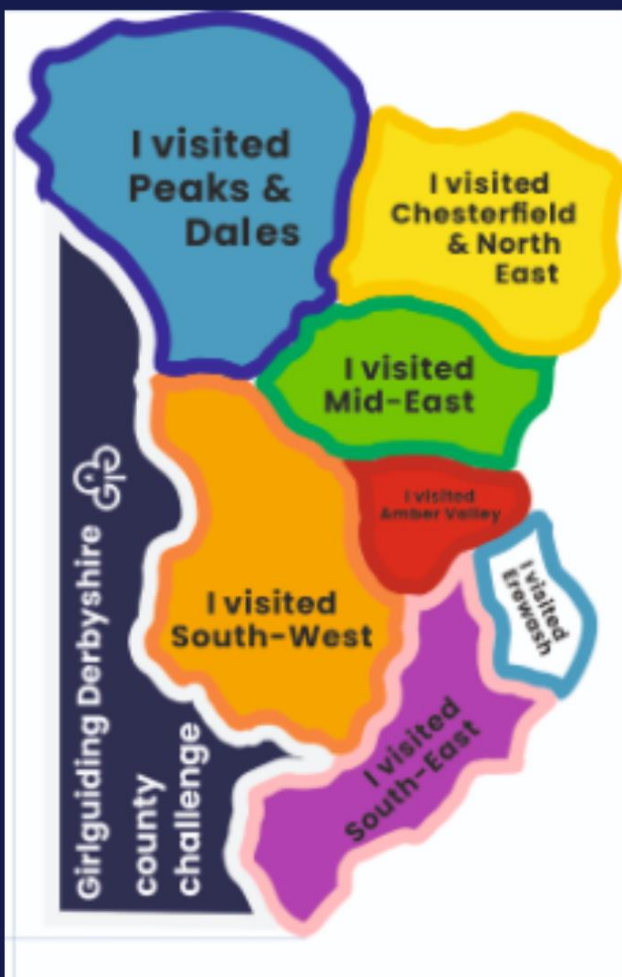 I visited
Peaks &
Dales
I visited
Chesterfield
& North
East
I visited
Mid-East
I visited
Amber Valley
I visited
Erewash
I visited
South-West
I visited
South-East
Girlguiding Derbyshire
county
challenge